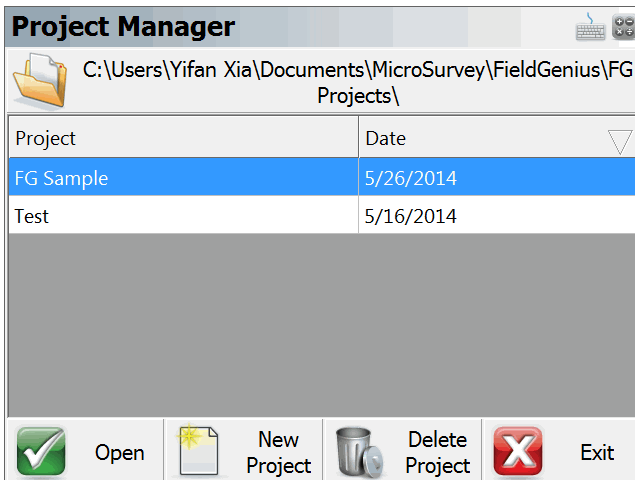 Project Manager
C:\Users\Yifan Xia\Documents\MicroSurvey\FieldGenius\FG
Projects\
Project Date
FG Sample 5/26/2014
Test 5/16/2014
Open New Project Delete Project Exit